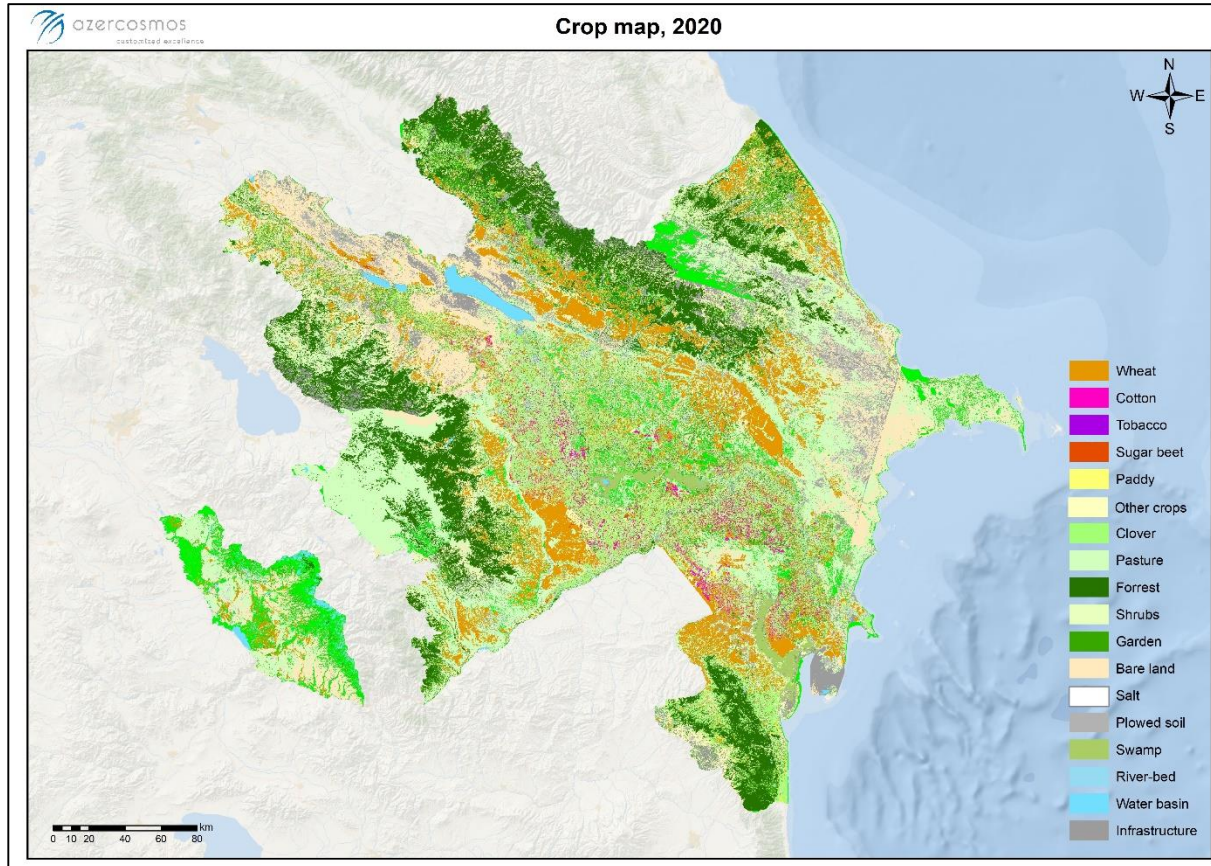 azercosmos
customised excellence
Crop map, 2020
N
W E
S
Wheat
Cotton
Tobacco
Sugar beet
Paddy
Other crops
Clover
Pasture
Forrest
Shrubs
Garden
Bare land
Salt
Plowed soil
Swamp
River-bed
Water basin
Infrastructure
km
0 10 20 40 60 80